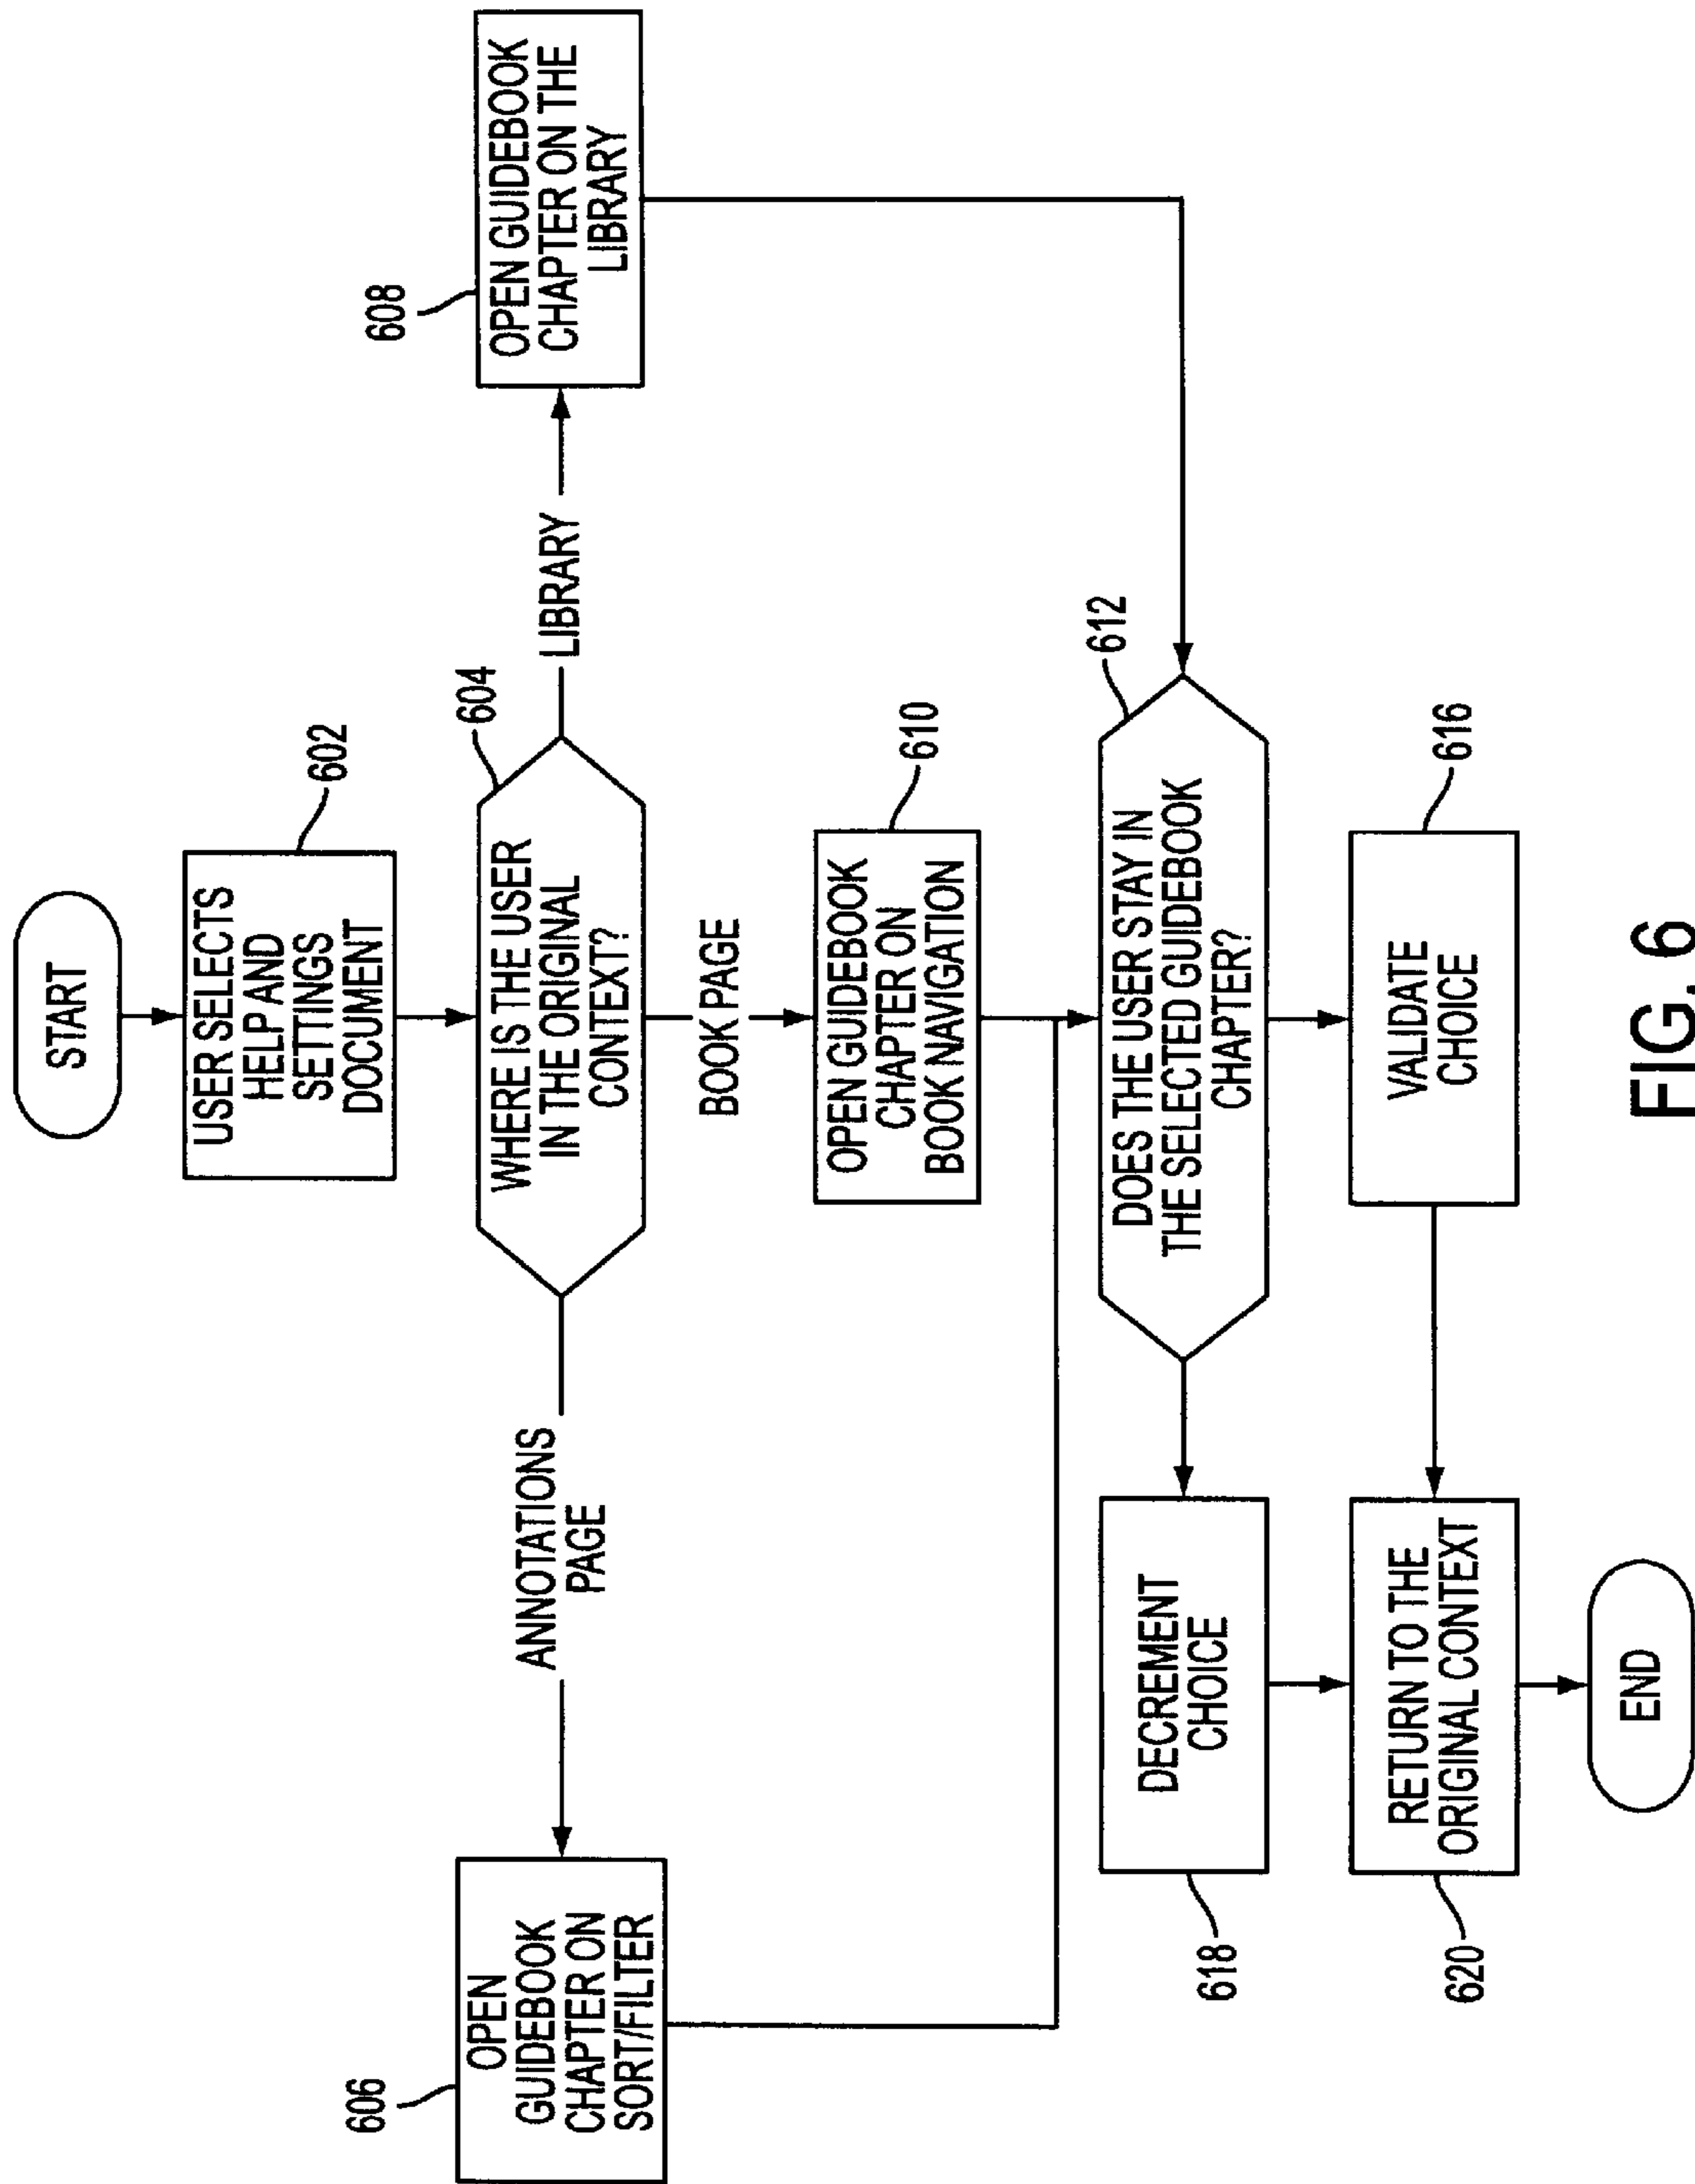 START
USER SELECTS
HELP AND
SETTINGS
DOCUMENT
602
WHERE IS THE USER
IN THE ORIGINAL
CONTEXT?
604
ANNOTATIONS
PAGE
BOOK PAGE
LIBRARY
OPEN
GUIDEBOOK
CHAPTER ON
SORT/FILTER
606
OPEN GUIDEBOOK
CHAPTER ON
BOOK NAVIGATION
610
OPEN GUIDEBOOK
CHAPTER ON THE
LIBRARY
608
DOES THE USER STAY IN
THE SELECTED GUIDEBOOK
CHAPTER?
612
DECREMENT
CHOICE
618
VALIDATE
CHOICE
616
RETURN TO THE
ORIGINAL CONTEXT
620
END
FIG. 6